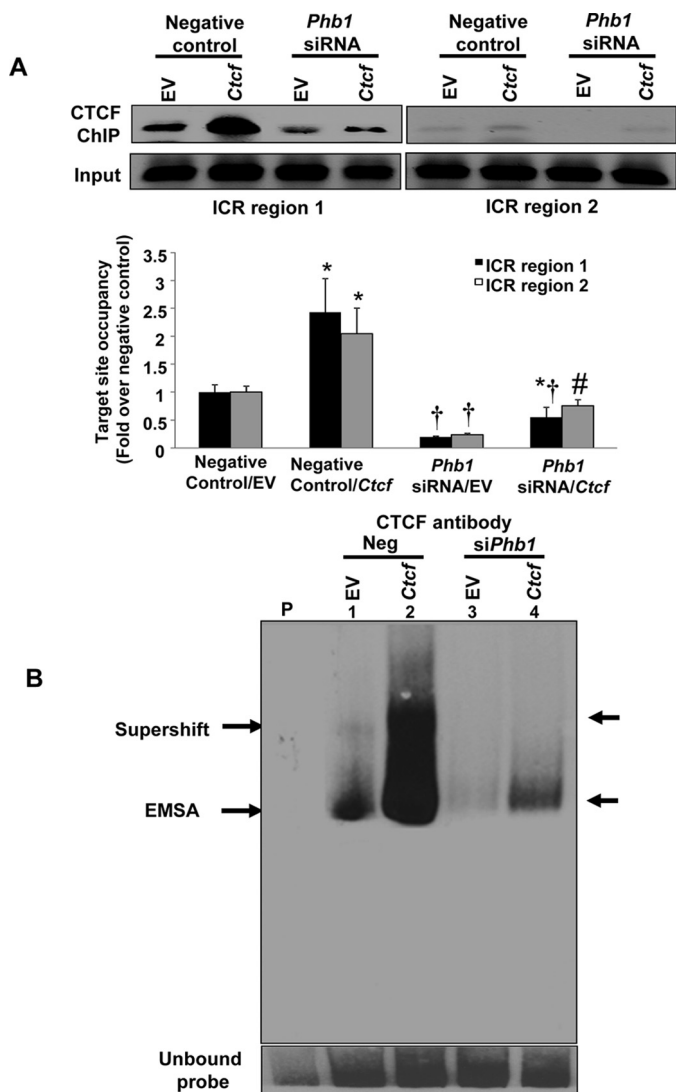 A
Negative control
Phb1 siRNA
Negative control
Phb1 siRNA
EV
Ctcf
EV
Ctcf
EV
Ctcf
EV
Ctcf
CTCF ChIP
Input
ICR region 1
ICR region 2
Target site occupancy
(Fold over negative control)
3.5
3
2.5
2
1.5
1
0.5
0
ICR region 1
ICR region 2
*
*
†
†
*†
#
Negative Control/EV
Negative Control/Ctcf
Phb1 siRNA/EV
Phb1 siRNA/Ctcf
B
CTCF antibody
Neg
siPhb1
EV
Ctcf
EV
Ctcf
P
1
2
3
4
Supershift
EMSA
Unbound probe